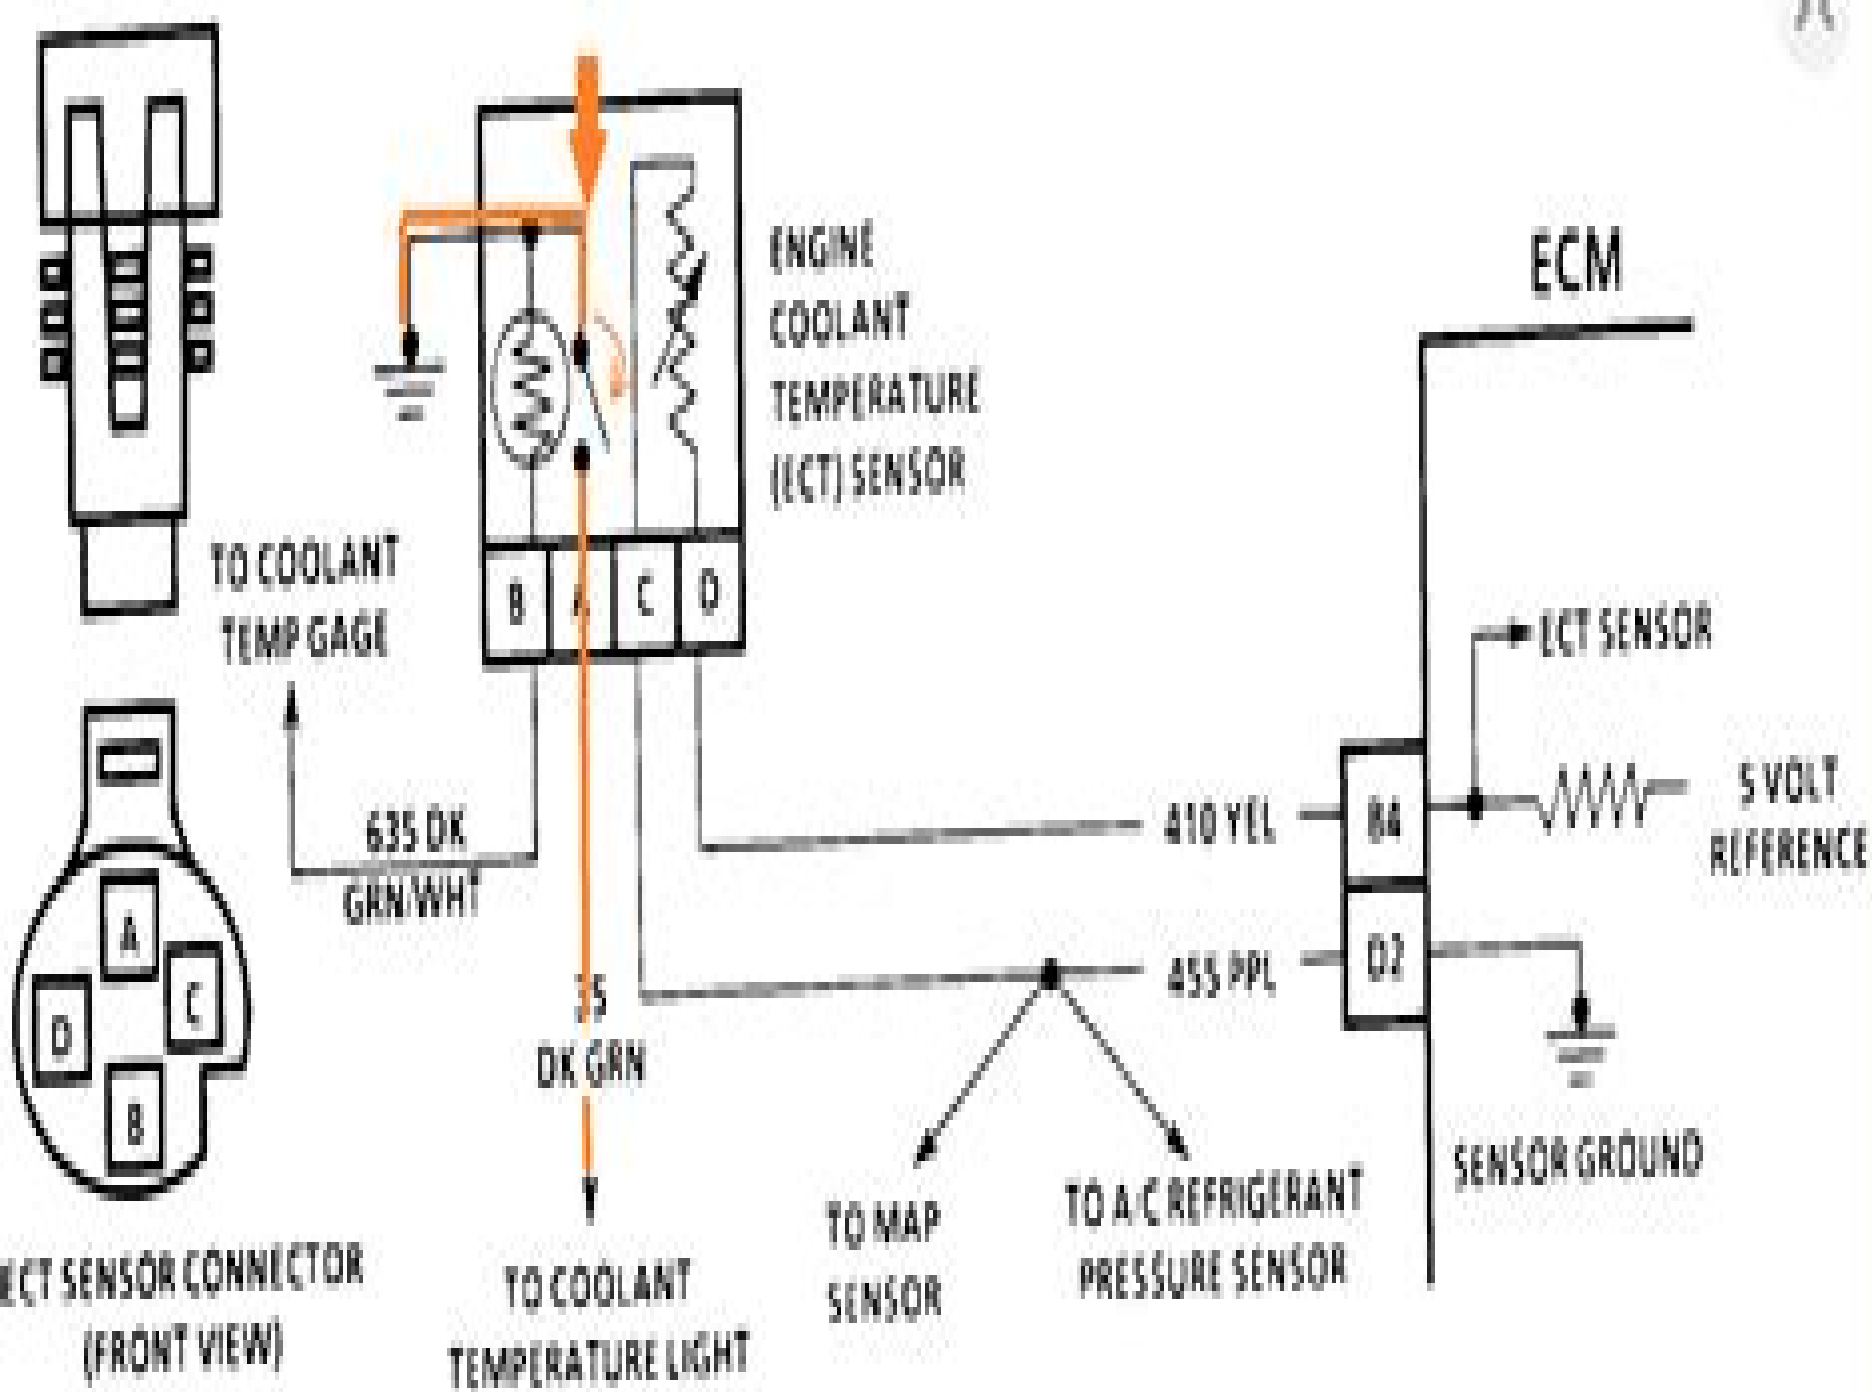 ENGINE
COOLANT
TEMPERATURE
(ECT) SENSOR
ECM
TO COOLANT
TEMP GAGE
B A C D
ECT SENSOR
635 DK
GRN/WHT
410 YEL
B4
5 VOLT
REFERENCE
A
C
D
B
455 PPL
D2
35
DK GRN
SENSOR GROUND
TO MAP
SENSOR
TO A/C REFRIGERANT
PRESSURE SENSOR
ECT SENSOR CONNECTOR
(FRONT VIEW)
TO COOLANT
TEMPERATURE LIGHT